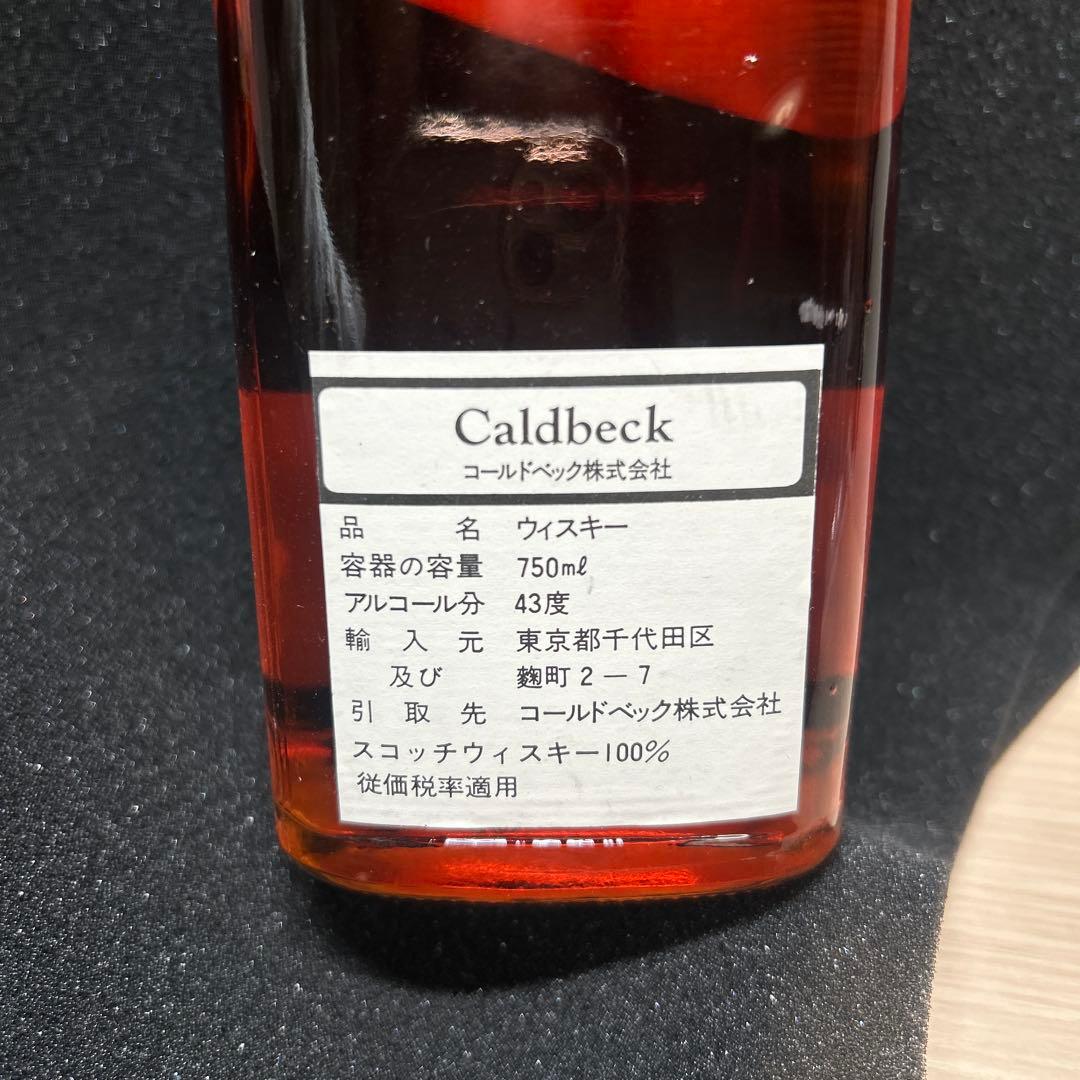 Caldbeck
コールドベック株式会社
品名 ウィスキー
容器の容量 750mℓ
アルコール分 43度
輸入元 東京都千代田区
及び 麴町2-7
引取先 コールドベック株式会社
スコッチウィスキー100%
従価税率適用